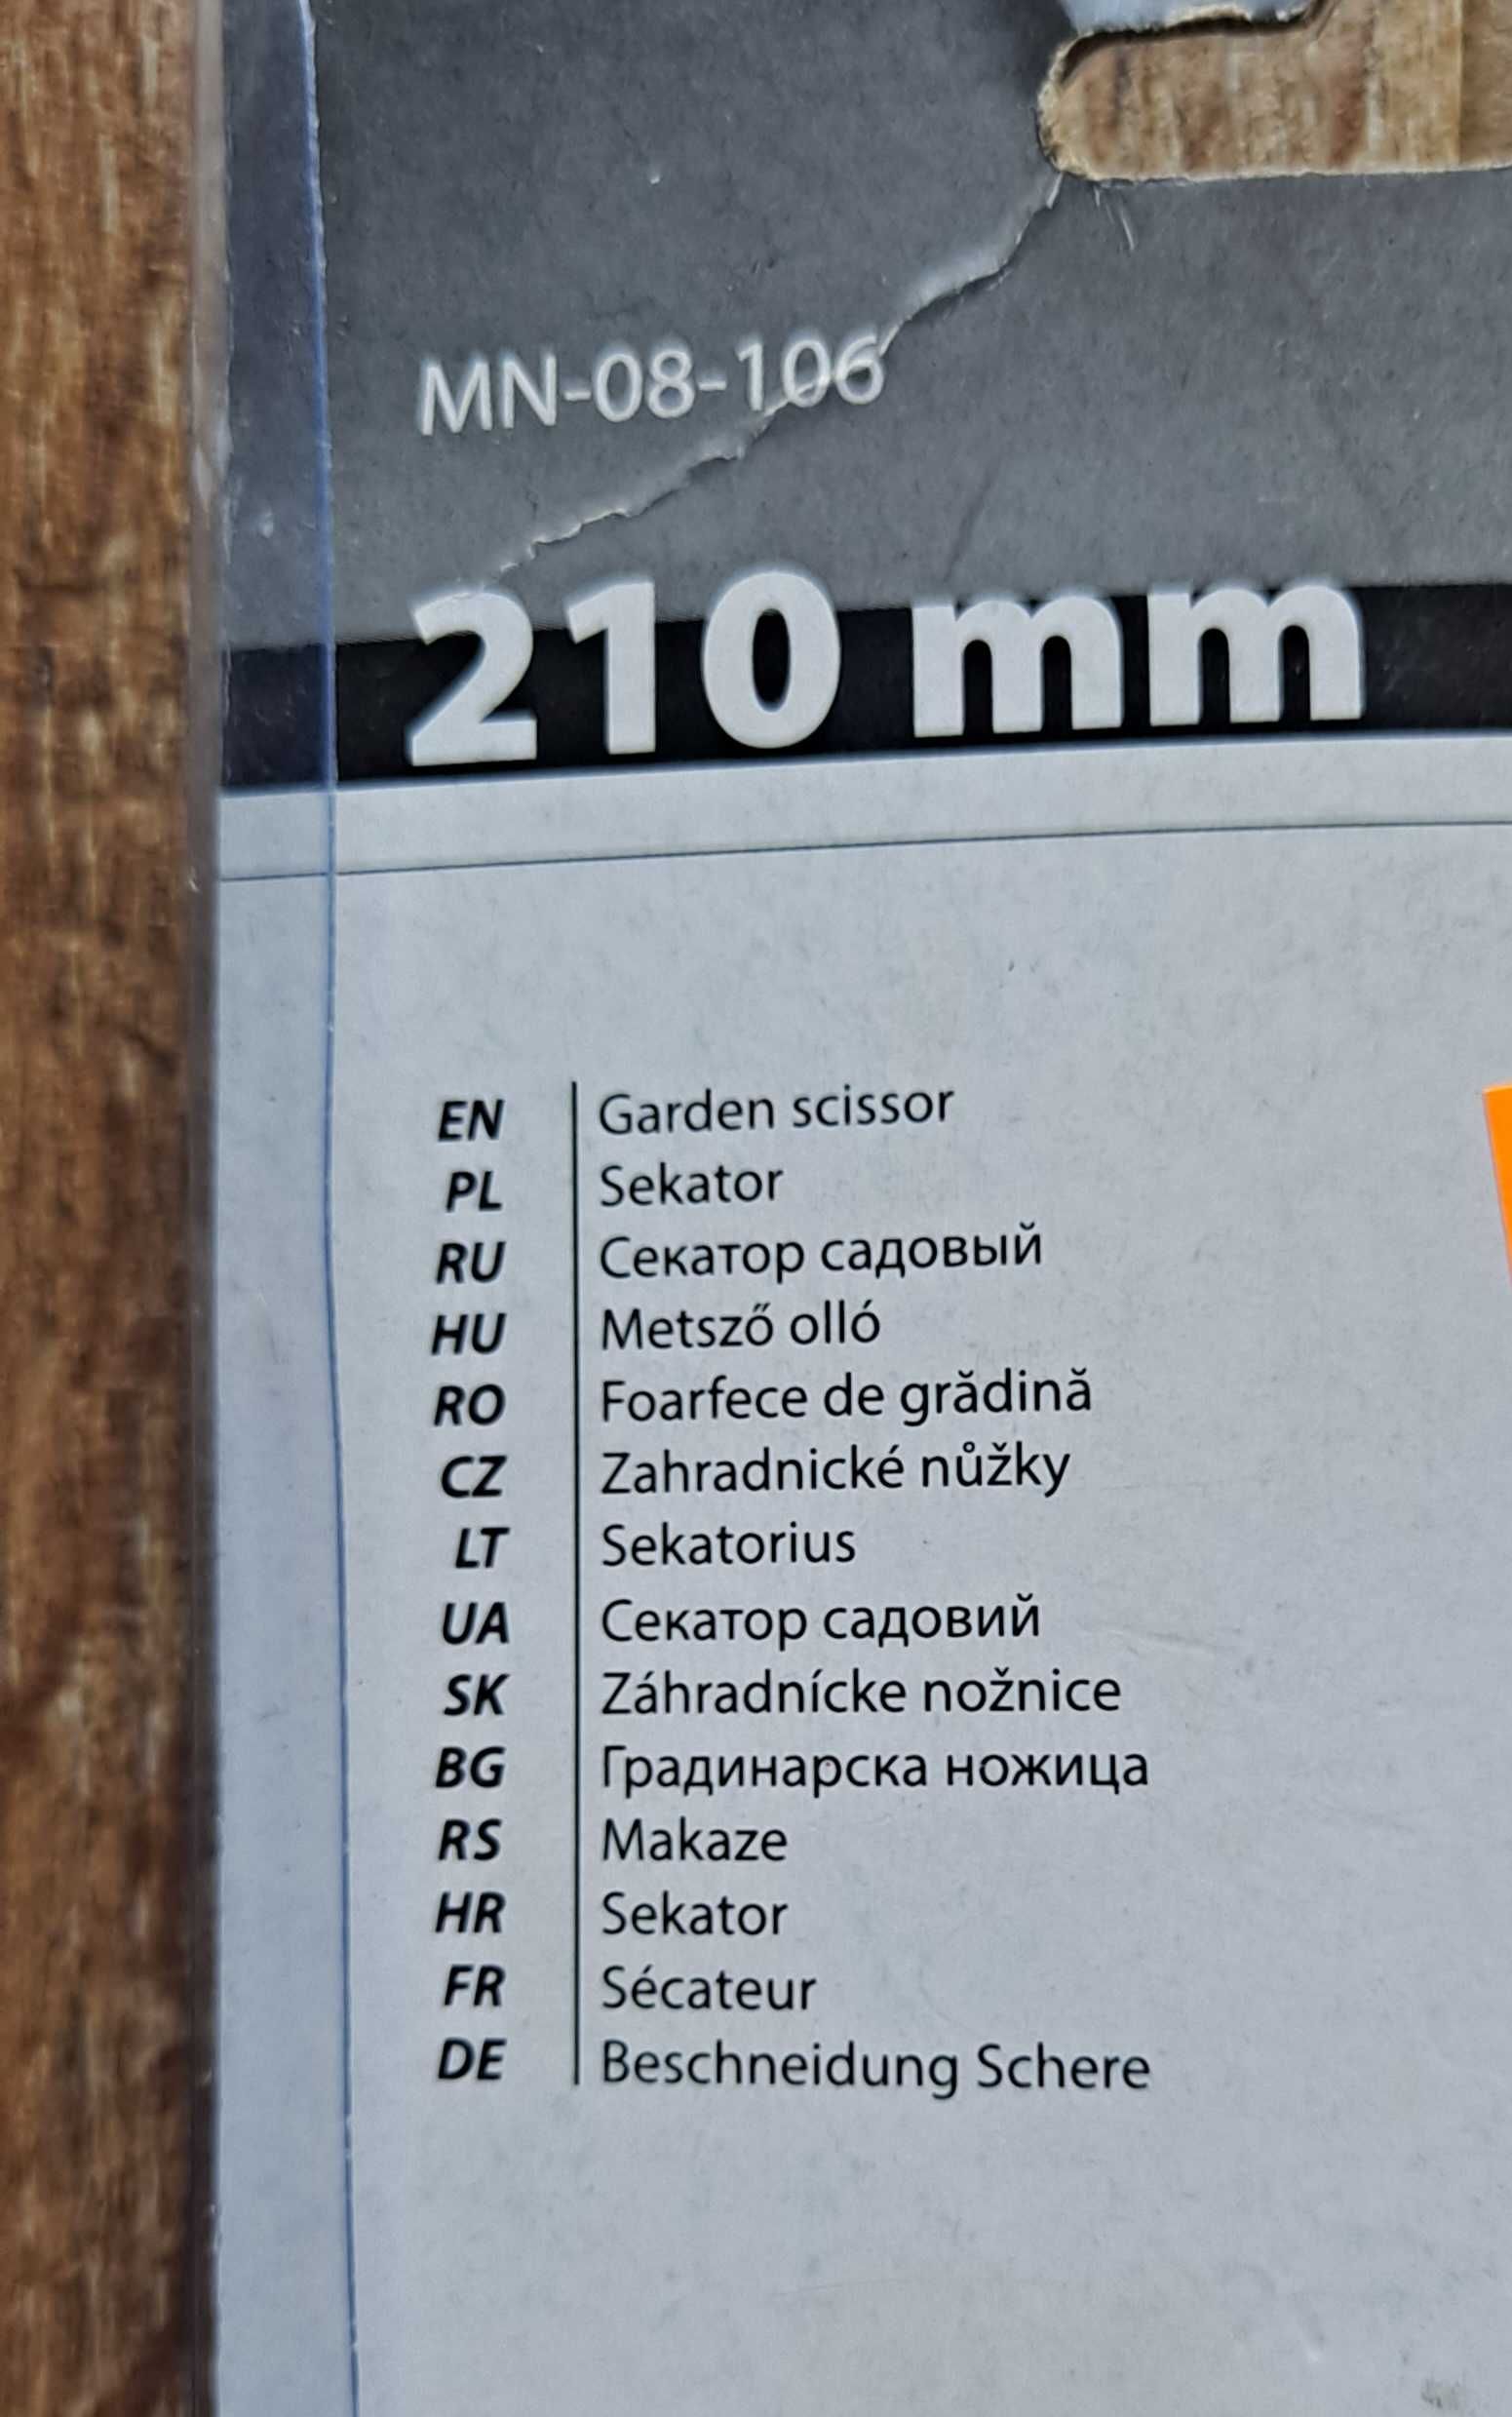 MN-08-106
210 mm
EN Garden scissor
PL Sekator
RU Секатор садовый
HU Metsző olló
RO Foarfece de grădină
CZ Zahradnické nůžky
LT Sekatorius
UA Секатор садовий
SK Záhradnícke nožnice
BG Градинарска ножица
RS Makaze
HR Sekator
FR Sécateur
DE Beschneidung Schere